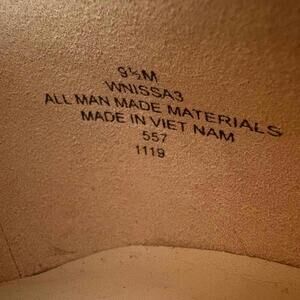 9½M
WNISSA3
ALL MAN MADE MATERIALS
MADE IN VIET NAM
557
1119